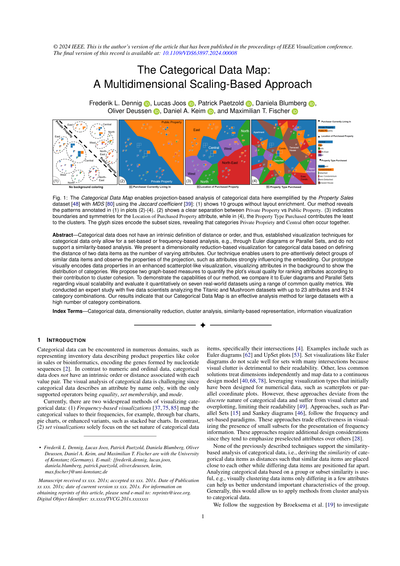 © 2024 IEEE. This is the author's version of the article that has been published in the proceedings of IEEE Visualization conference.
The final version of this record is available at: 10.1109/VDS63897.2024.00008
The Categorical Data Map:
A Multidimensional Scaling-Based Approach
Frederik L. Dennig, Lucas Joos, Patrick Paetzold, Daniela Blumberg,
Oliver Deussen, Daniel A. Keim, and Maximilian T. Fischer
Fig. 1: The Categorical Data Map enables projection-based analysis of categorical data here exemplified by the Property Sales
dataset [48] with MDS [80] using the Jaccard coefficient [39]. (1) shows 10 groups without layout enrichment. Our method reveals
the patterns annotated in (1) in plots (2)-(4). (2) shows a clear separation between Private Property vs Public Property. (3) indicates
boundaries and symmetries for the Location of Purchased Property attribute, while in (4), the Property Type Purchased contributes the least
to the clusters. The glyph sizes encode the subset sizes, revealing that categories Private Property and Central often occur together.
Abstract—Categorical data does not have an intrinsic definition of distance or order, and thus, established visualization techniques for
categorical data only allow for a set-based or frequency-based analysis, e.g., through Euler diagrams or Parallel Sets, and do not
support a similarity-based analysis. We present a dimensionality reduction-based visualization for categorical data based on defining
the distance of two data items as the number of varying attributes. Our technique enables users to pre-attentively detect groups of
similar data items and observe the properties of the projection, such as attributes strongly influencing the embedding. Our prototype
visually encodes data properties in an enhanced scatterplot-like visualization, visualizing attributes in the background to show the
distribution of categories. We propose two graph-based measures to quantify the plot's visual quality for ranking attributes according to
their contribution to cluster cohesion. To demonstrate the capabilities of our method, we compare it to Euler diagrams and Parallel Sets
regarding visual scalability and evaluate it quantitatively on seven real-world datasets using a range of common quality metrics. We
conducted an expert study with five data scientists analyzing the Titanic and Mushroom datasets with up to 23 attributes and 8124
category combinations. Our results indicate that our Categorical Data Map is an effective analysis method for large datasets with a
high number of category combinations.
Index Terms—Categorical data, dimensionality reduction, cluster analysis, similarity-based representation, information visualization
1 INTRODUCTION
Categorical data can be encountered in numerous domains, such as
representing inventory data describing product properties like color
in sales or bioinformatics, encoding the genes formed by nucleotide
sequences [2]. In contrast to numeric and ordinal data, categorical
data does not have an intrinsic order or distance associated with each
value pair. The visual analysis of categorical data is challenging since
categorical data describes an attribute by name only, with the only
supported operators being equality, set membership, and mode.
Currently, there are two widespread methods of visualizing cate-
gorical data: (1) Frequency-based visualizations [37, 75, 85] map the
categorical values to their frequencies, for example, through bar charts,
pie charts, or enhanced variants, such as stacked bar charts. In contrast,
(2) set visualizations solely focus on the set nature of categorical data
• Frederik L. Dennig, Lucas Joos, Patrick Paetzold, Daniela Blumberg, Oliver
Deussen, Daniel A. Keim, and Maximilian T. Fischer are with the University
of Konstanz (Germany). E-mail: {frederik.dennig, lucas.joos,
daniela.blumberg, patrick.paetzold, oliver.deussen, keim,
max.fischer}@uni-konstanz.de
Manuscript received xx xxx. 201x; accepted xx xxx. 201x. Date of Publication
xx xxx. 201x; date of current version xx xxx. 201x. For information on
obtaining reprints of this article, please send e-mail to: reprints@ieee.org.
Digital Object Identifier: xx.xxxx/TVCG.201x.xxxxxxx
items, specifically their intersections [4]. Examples include such as
Euler diagrams [62] and UpSet plots [53]. Set visualizations like Euler
diagrams do not scale well for sets with many intersections because
visual clutter is detrimental to their readability. Other, less common
solutions treat dimensions independently and map data to a continuous
design model [40, 68, 78], leveraging visualization types that initially
have been designed for numerical data, such as scatterplots or par-
allel coordinate plots. However, these approaches deviate from the
discrete nature of categorical data and suffer from visual clutter and
overplotting, limiting their readability [49]. Approaches, such as Par-
allel Sets [15] and Sankey diagrams [46], follow the frequency and
set-based paradigms. These approaches trade effectiveness in visual-
izing the presence of small subsets for the presentation of frequency
information. These approaches require additional design considerations
since they tend to emphasize preselected attributes over others [28].
None of the previously described techniques support the similarity-
based analysis of categorical data, i.e., deriving the similarity of cat-
egorical data items as distances such that similar data items are placed
close to each other while differing data items are positioned far apart.
Analyzing categorical data based on a group or subset similarity is use-
ful, e.g., visually clustering data items only differing in a few attributes
can help us better understand important characteristics of the group.
Generally, this would allow us to apply methods from cluster analysis
to categorical data.
We follow the suggestion of Broeksema et al. [19] to investigate
1